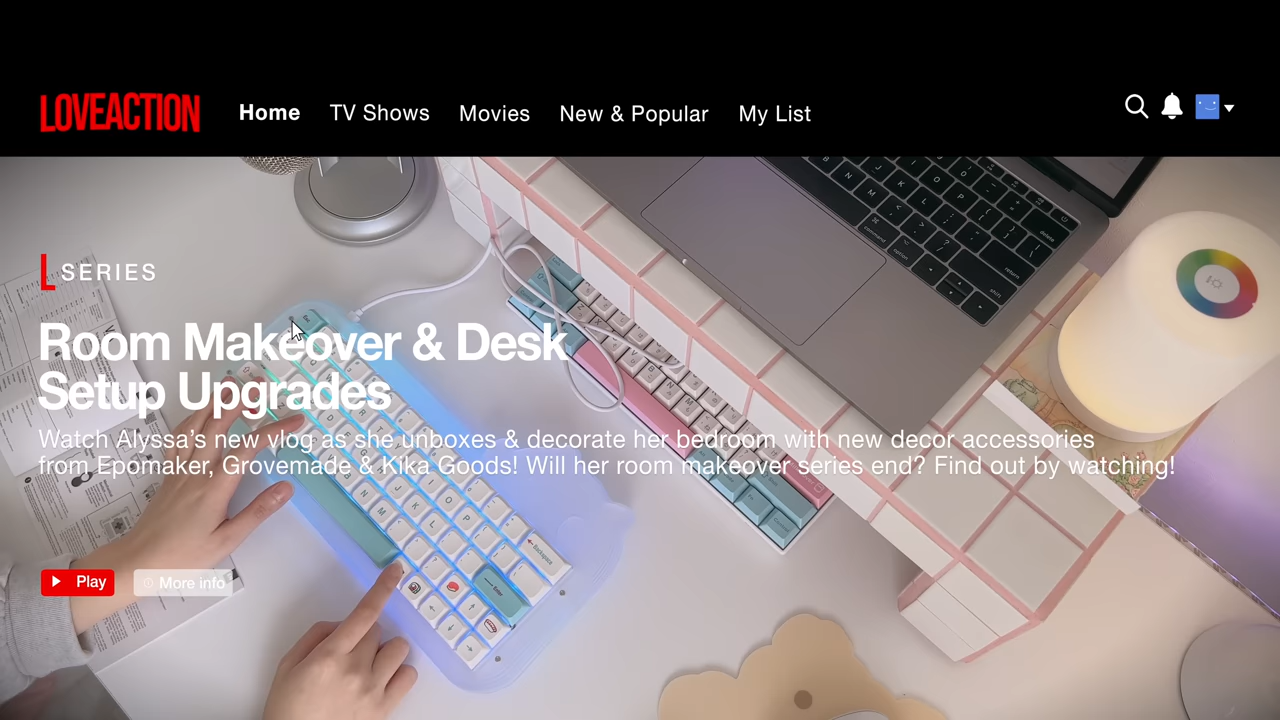 LOVEACTION Home TV Shows Movies New & Popular My List
SERIES
Room Makeover & Desk
Setup Upgrades
Watch Alyssa's new vlog as she unboxes & decorate her bedroom with new decor accessories
from Epomaker, Grovemade & Kika Goods! Will her room makeover series end? Find out by watching!
Play More info